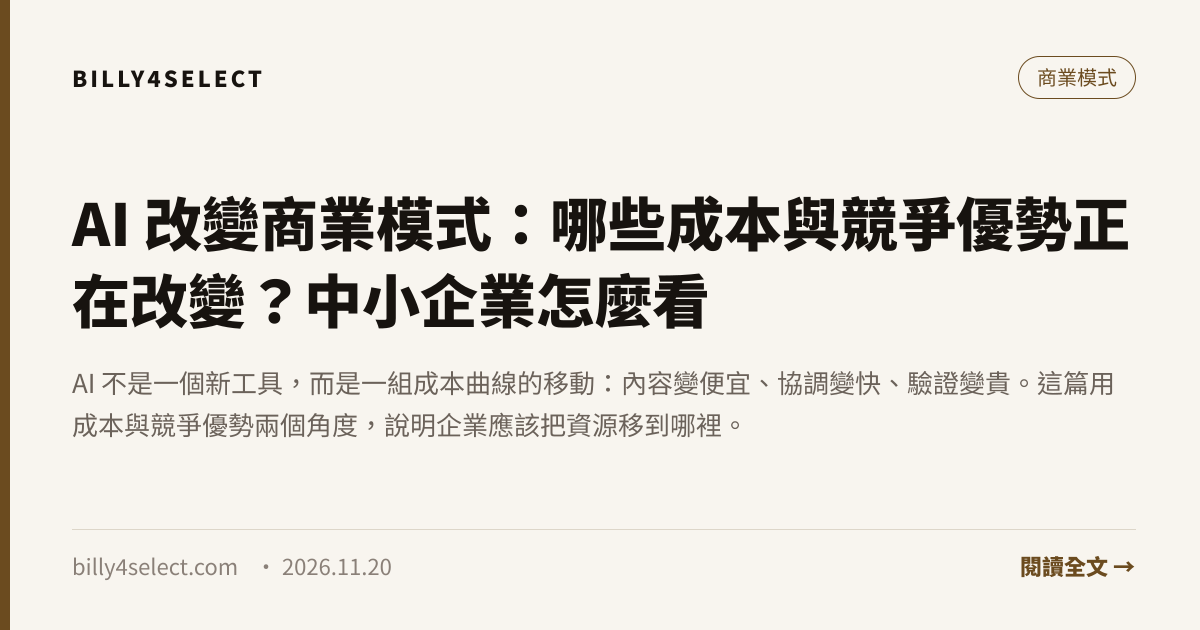 BILLY4SELECT
商業模式
AI 改變商業模式：哪些成本與競爭優勢正
在改變？中小企業怎麼看
AI 不是一個新工具，而是一組成本曲線的移動：內容變便宜、協調變快、驗證變貴。這篇用
成本與競爭優勢兩個角度，說明企業應該把資源移到哪裡。
billy4select.com ・ 2026.11.20
閱讀全文 →